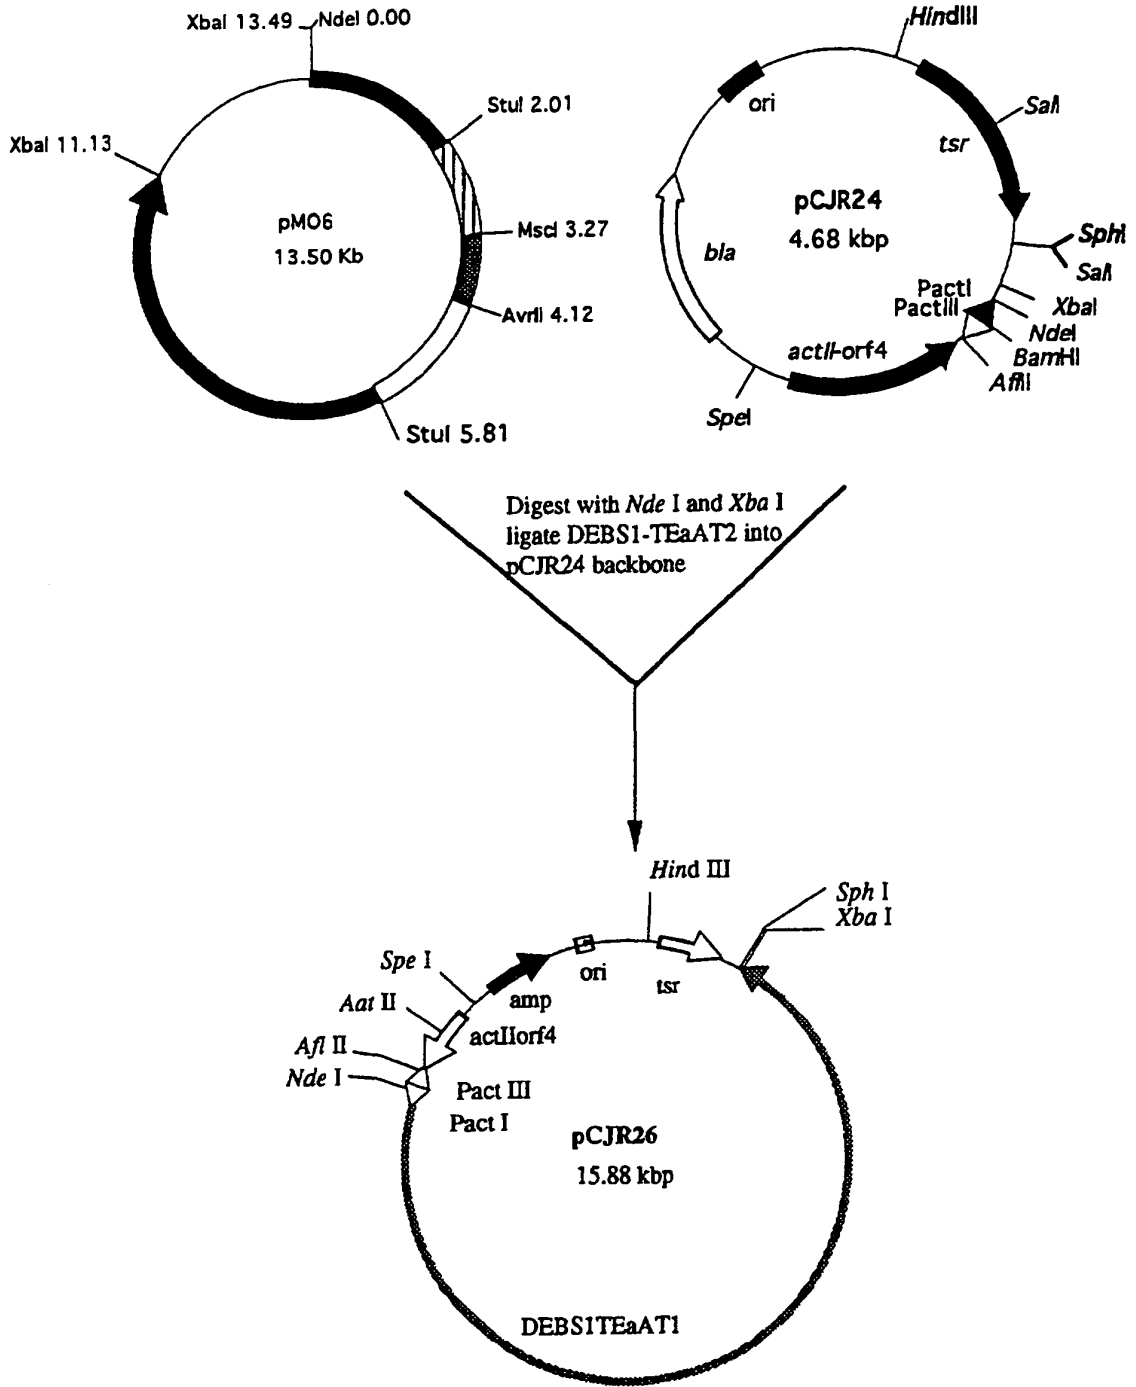 XbaI 13.49
NdeI 0.00
StuI 2.01
XbaI 11.13
pMO6
13.50 Kb
MscI 3.27
AvrII 4.12
StuI 5.81
HindIII
ori
SalI
tsr
pCJR24
4.68 kbp
bla
SphI
SalI
PactI
PactIII
XbaI
NdeI
BamHI
AflII
actII-orf4
SpeI
Digest with Nde I and Xba I
ligate DEBS1-TEaAT2 into
pCJR24 backbone
Hind III
Sph I
Xba I
Spe I
ori
tsr
amp
Aat II
actIIorf4
Afl II
Nde I
Pact III
Pact I
pCJR26
15.88 kbp
DEBS1TEaAT1